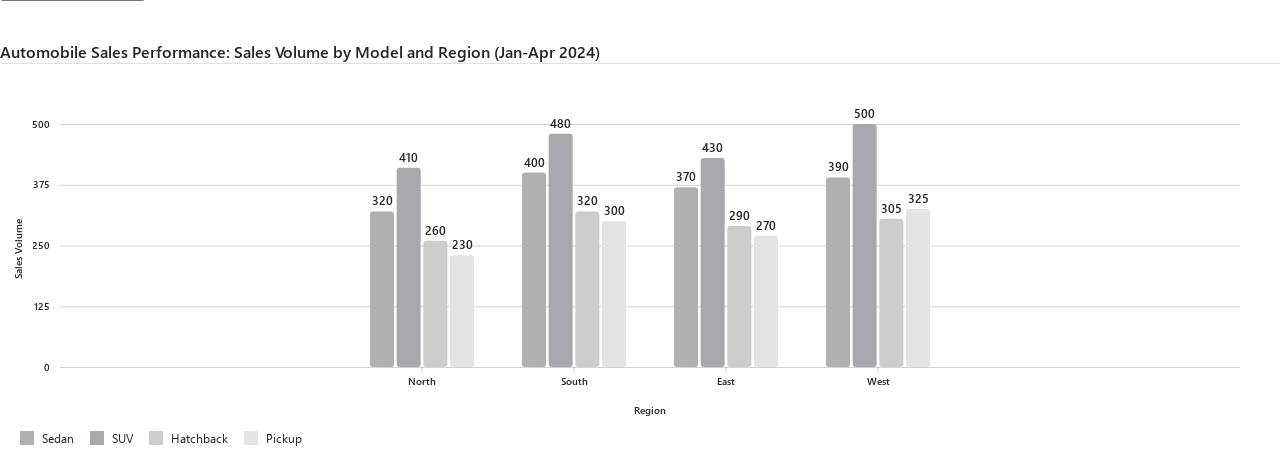 Automobile Sales Performance: Sales Volume by Model and Region (Jan-Apr 2024)
Sales Volume
500
375
250
125
0
320 410 260 230
400 480 320 300
370 430 290 270
390 500 305 325
North South East West
Region
Sedan SUV Hatchback Pickup